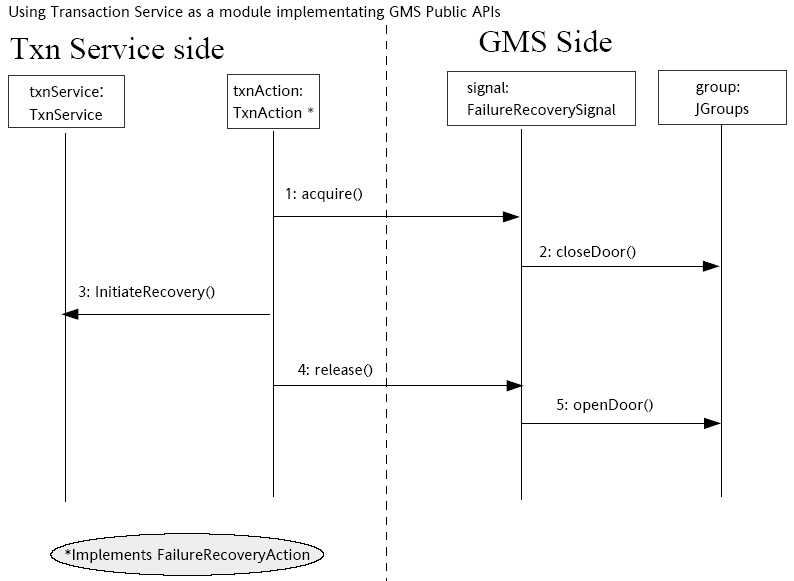 Using Transaction Service as a module implementating GMS Public APIs
Txn Service side
GMS Side
txnService:
TxnService
txnAction:
TxnAction *
signal:
FailureRecoverySignal
group:
JGroups
1: acquire()
2: closeDoor()
3: InitiateRecovery()
4: release()
5: openDoor()
*Implements FailureRecoveryAction